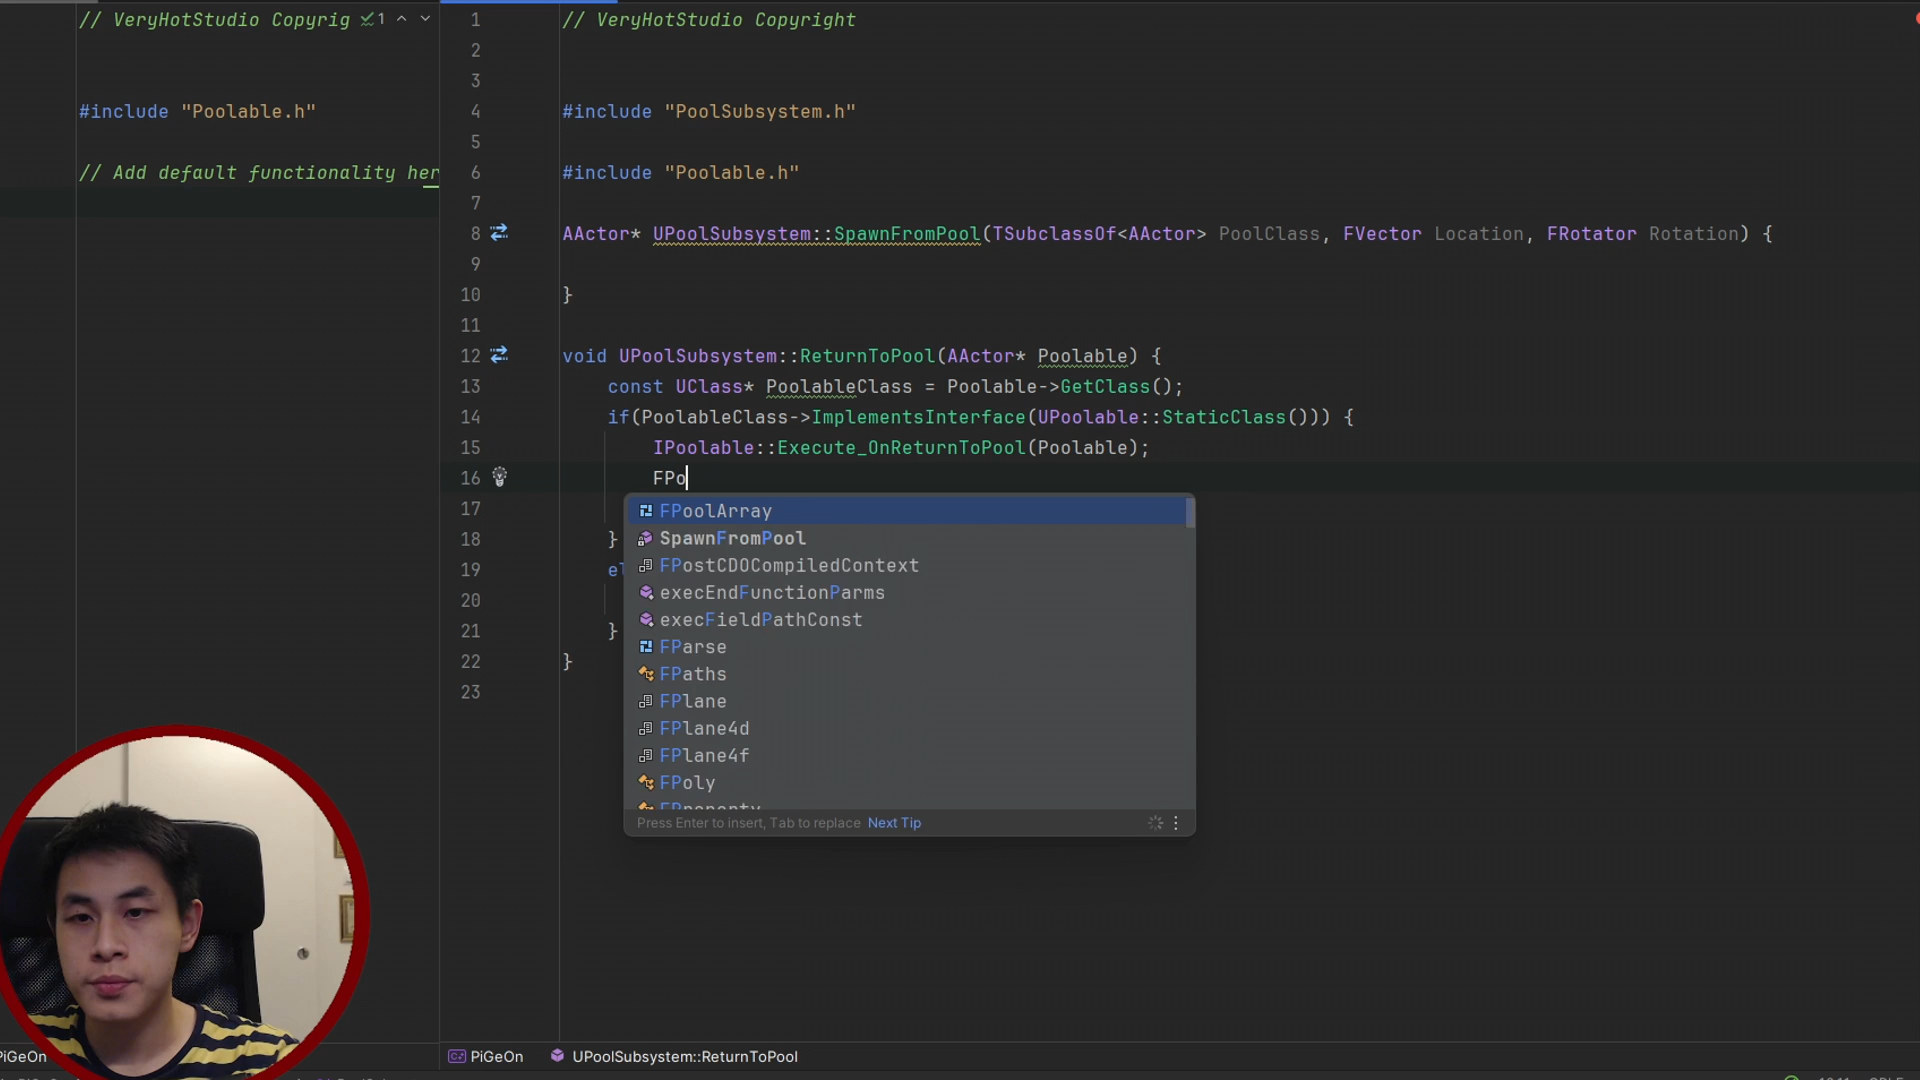 // VeryHotStudio Copyrig 1
#include "Poolable.h"
// Add default functionality her
1 // VeryHotStudio Copyright
2
3
4 #include "PoolSubsystem.h"
5
6 #include "Poolable.h"
7
8 AActor* UPoolSubsystem::SpawnFromPool(TSubclassOf<AActor> PoolClass, FVector Location, FRotator Rotation) {
9
10 }
11
12 void UPoolSubsystem::ReturnToPool(AActor* Poolable) {
13 const UClass* PoolableClass = Poolable->GetClass();
14 if(PoolableClass->ImplementsInterface(UPoolable::StaticClass())) {
15 IPoolable::Execute_OnReturnToPool(Poolable);
16 FPo
17
18 }
19 el
20
21 }
22 }
23
FPoolArray
SpawnFromPool
FPostCDOCompiledContext
execEndFunctionParms
execFieldPathConst
FParse
FPaths
FPlane
FPlane4d
FPlane4f
FPoly
FProperty
Press Enter to insert, Tab to replace Next Tip
PiGeOn
PiGeOn UPoolSubsystem::ReturnToPool